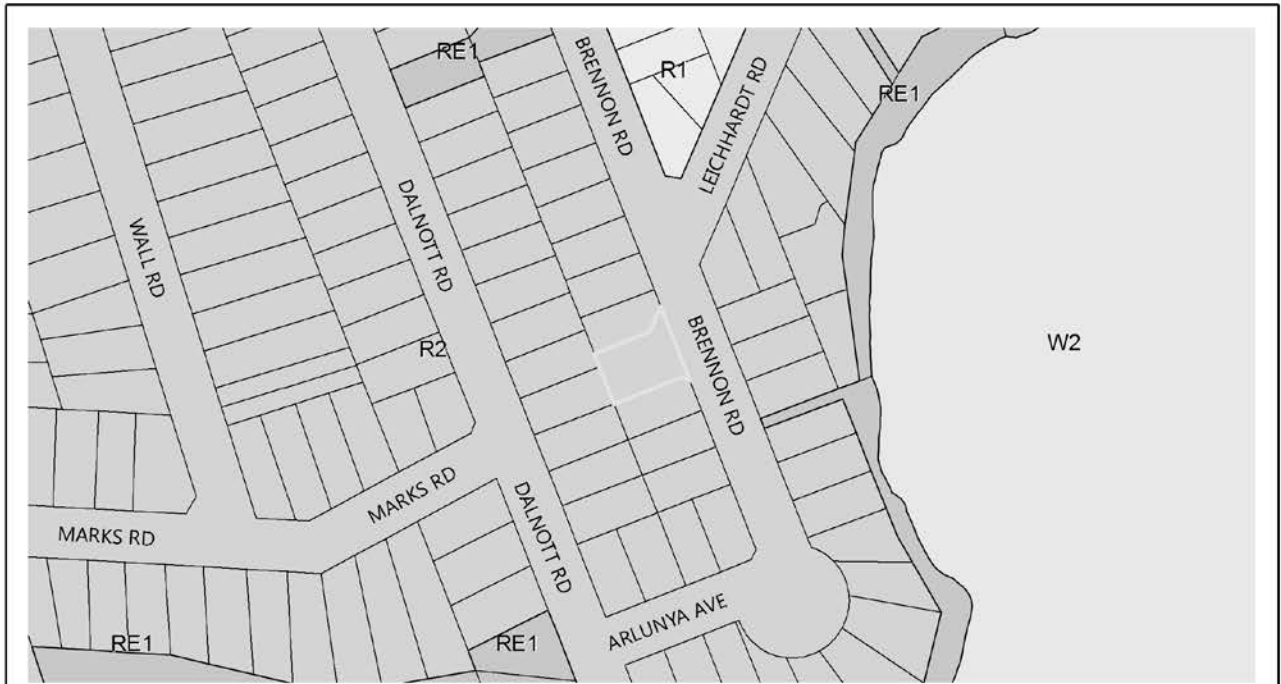 RE1
BRENNON RD
R1
LEICHHARDT RD
RE1
DALNOTT RD
WALL RD
R2
BRENNON RD
W2
MARKS RD
MARKS RD
DALNOTT RD
ARLUNYA AVE
RE1
RE1